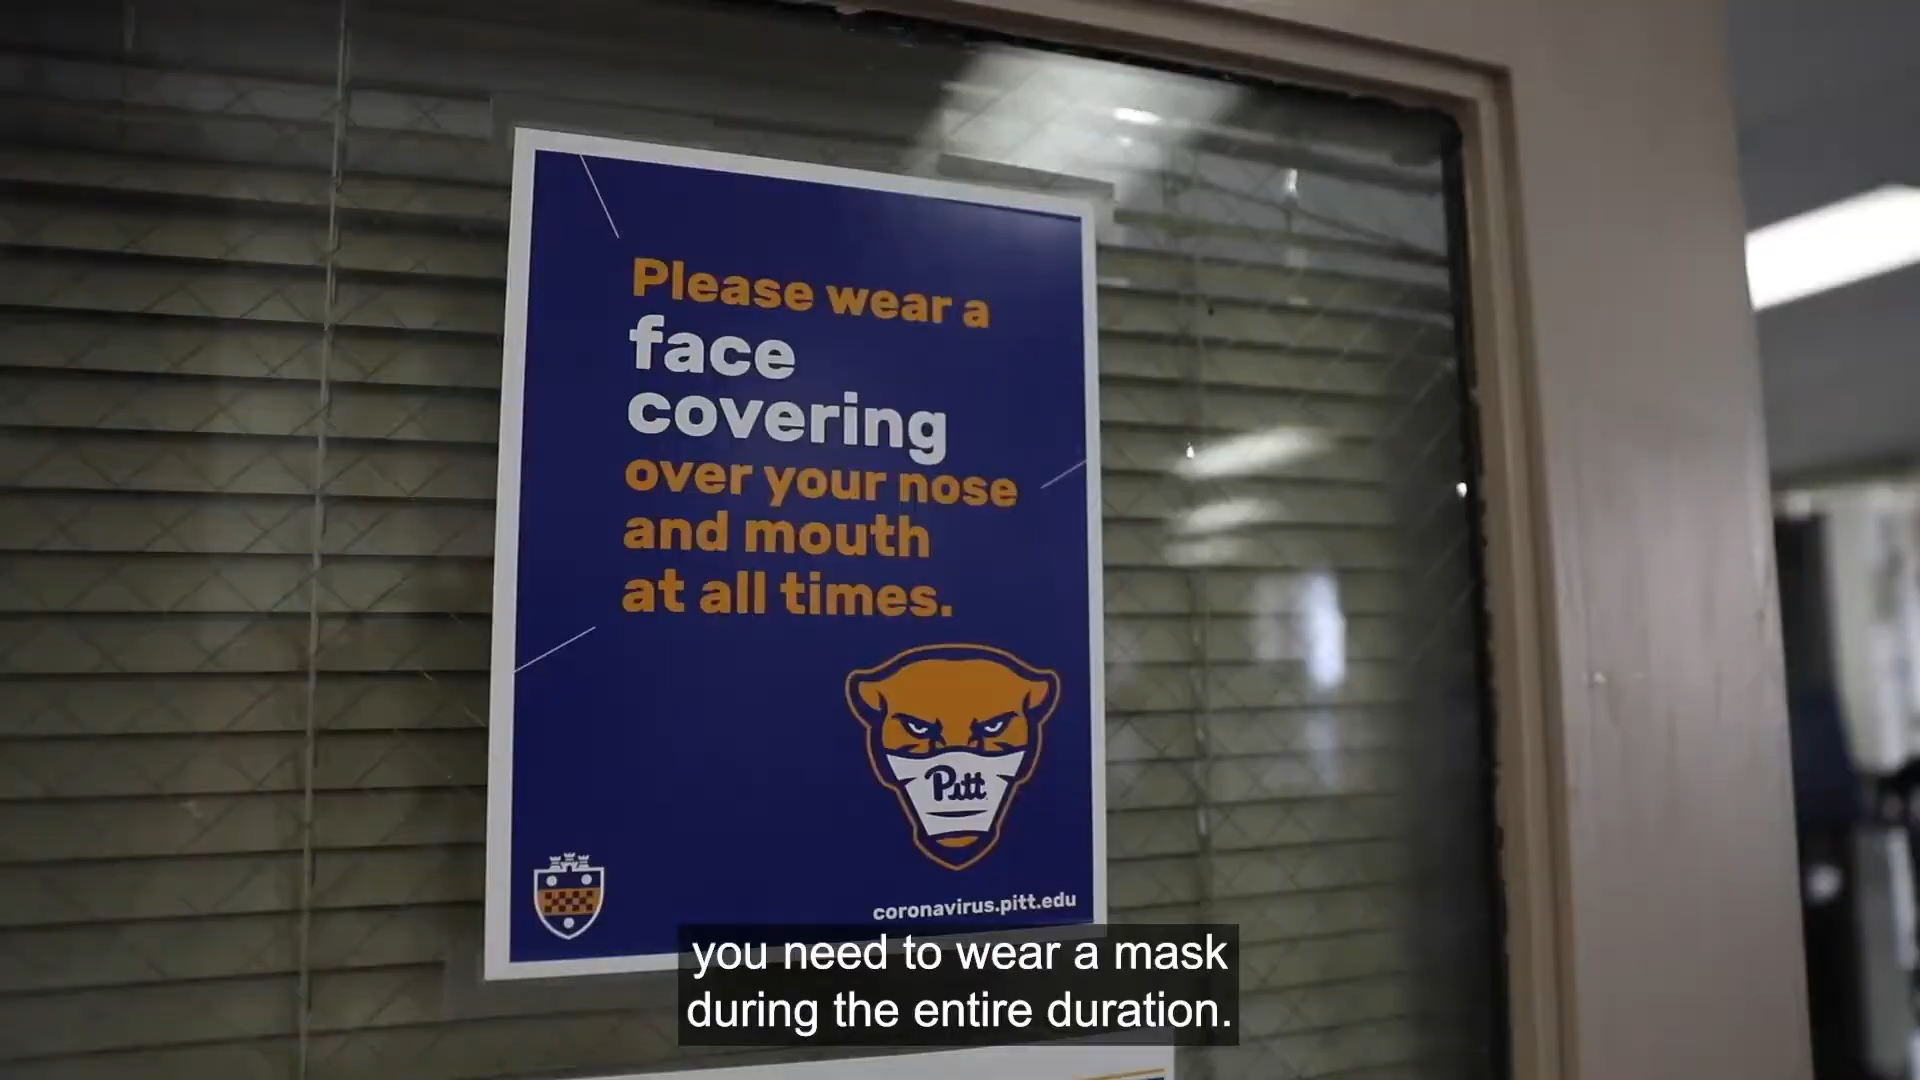 Please wear a
face
covering
over your nose
and mouth
at all times.
Pitt
coronavirus.pitt.edu
you need to wear a mask
during the entire duration.